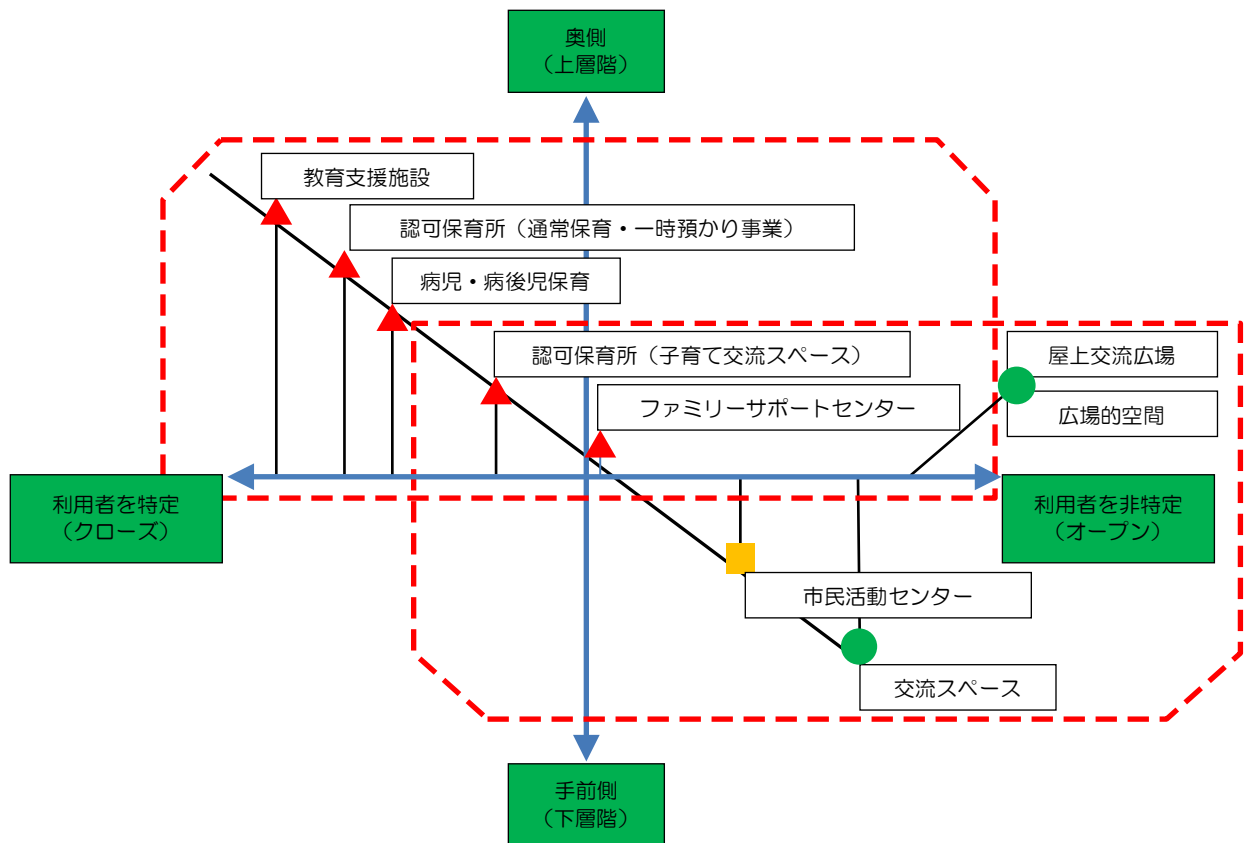 奥側
（上層階）
教育支援施設
認可保育所（通常保育・一時預かり事業）
病児・病後児保育
認可保育所（子育て交流スペース）
屋上交流広場
ファミリーサポートセンター
広場的空間
利用者を特定
（クローズ）
利用者を非特定
（オープン）
市民活動センター
交流スペース
手前側
（下層階）